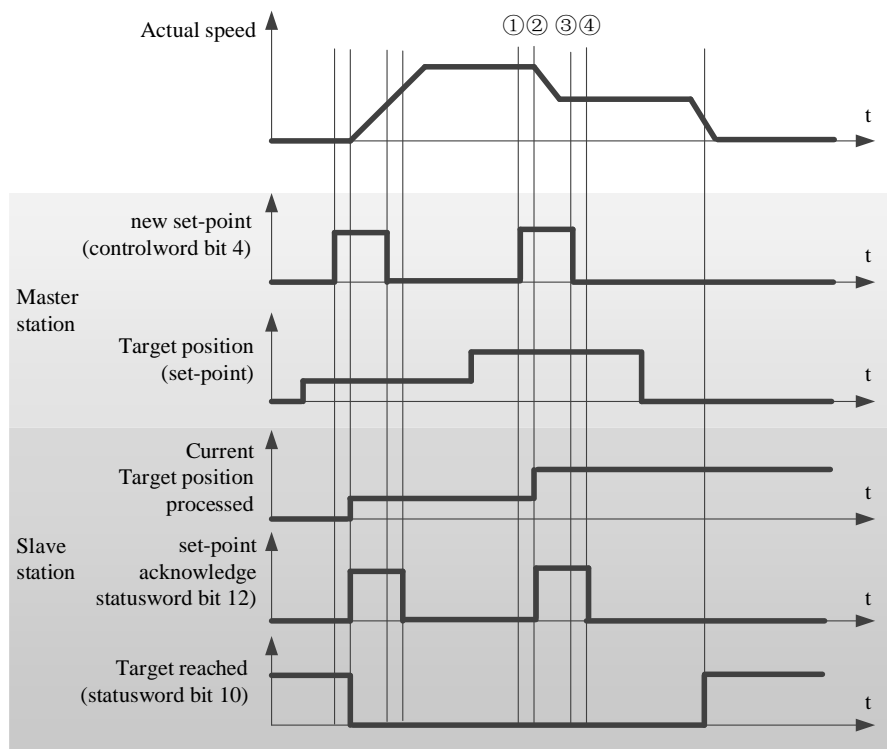 Actual speed
①② ③④
t
new set-point
(controlword bit 4)
t
Master
station
Target position
(set-point)
t
Current
Target position
processed
t
Slave
station
set-point
acknowledge
statusword bit 12)
t
Target reached
(statusword bit 10)
t